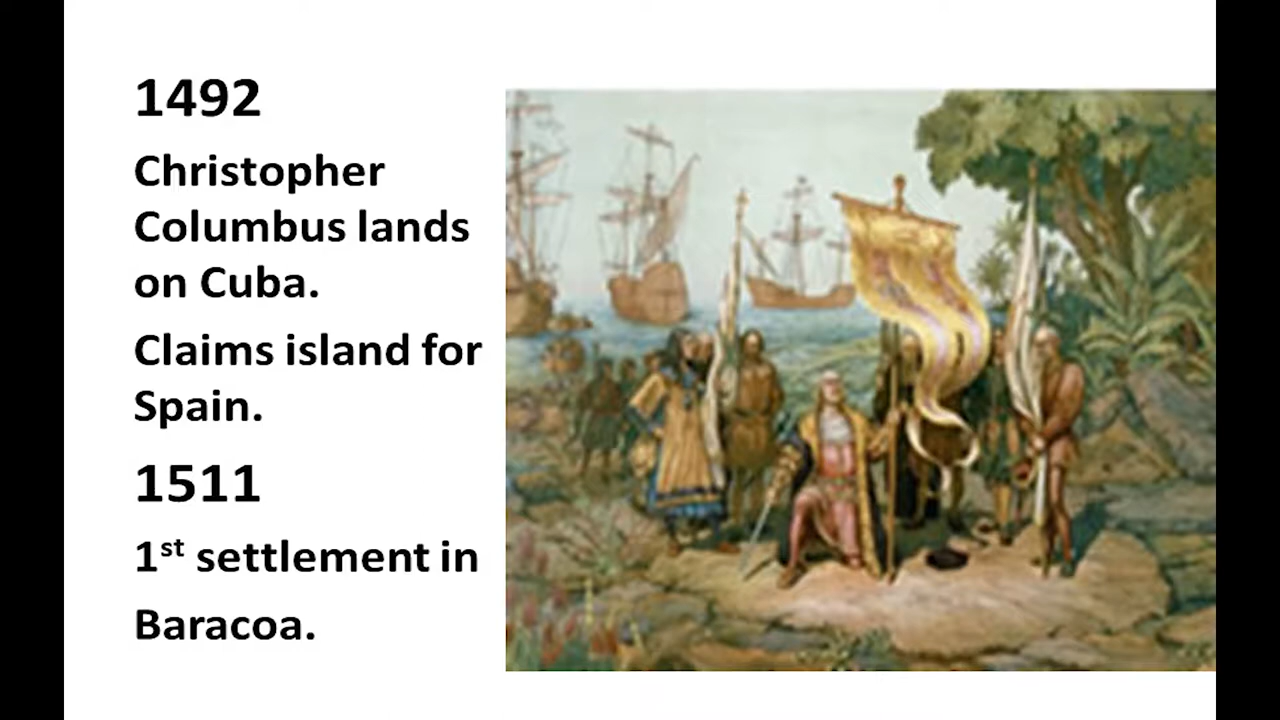 1492
Christopher
Columbus lands
on Cuba.
Claims island for
Spain.
1511
1st settlement in
Baracoa.